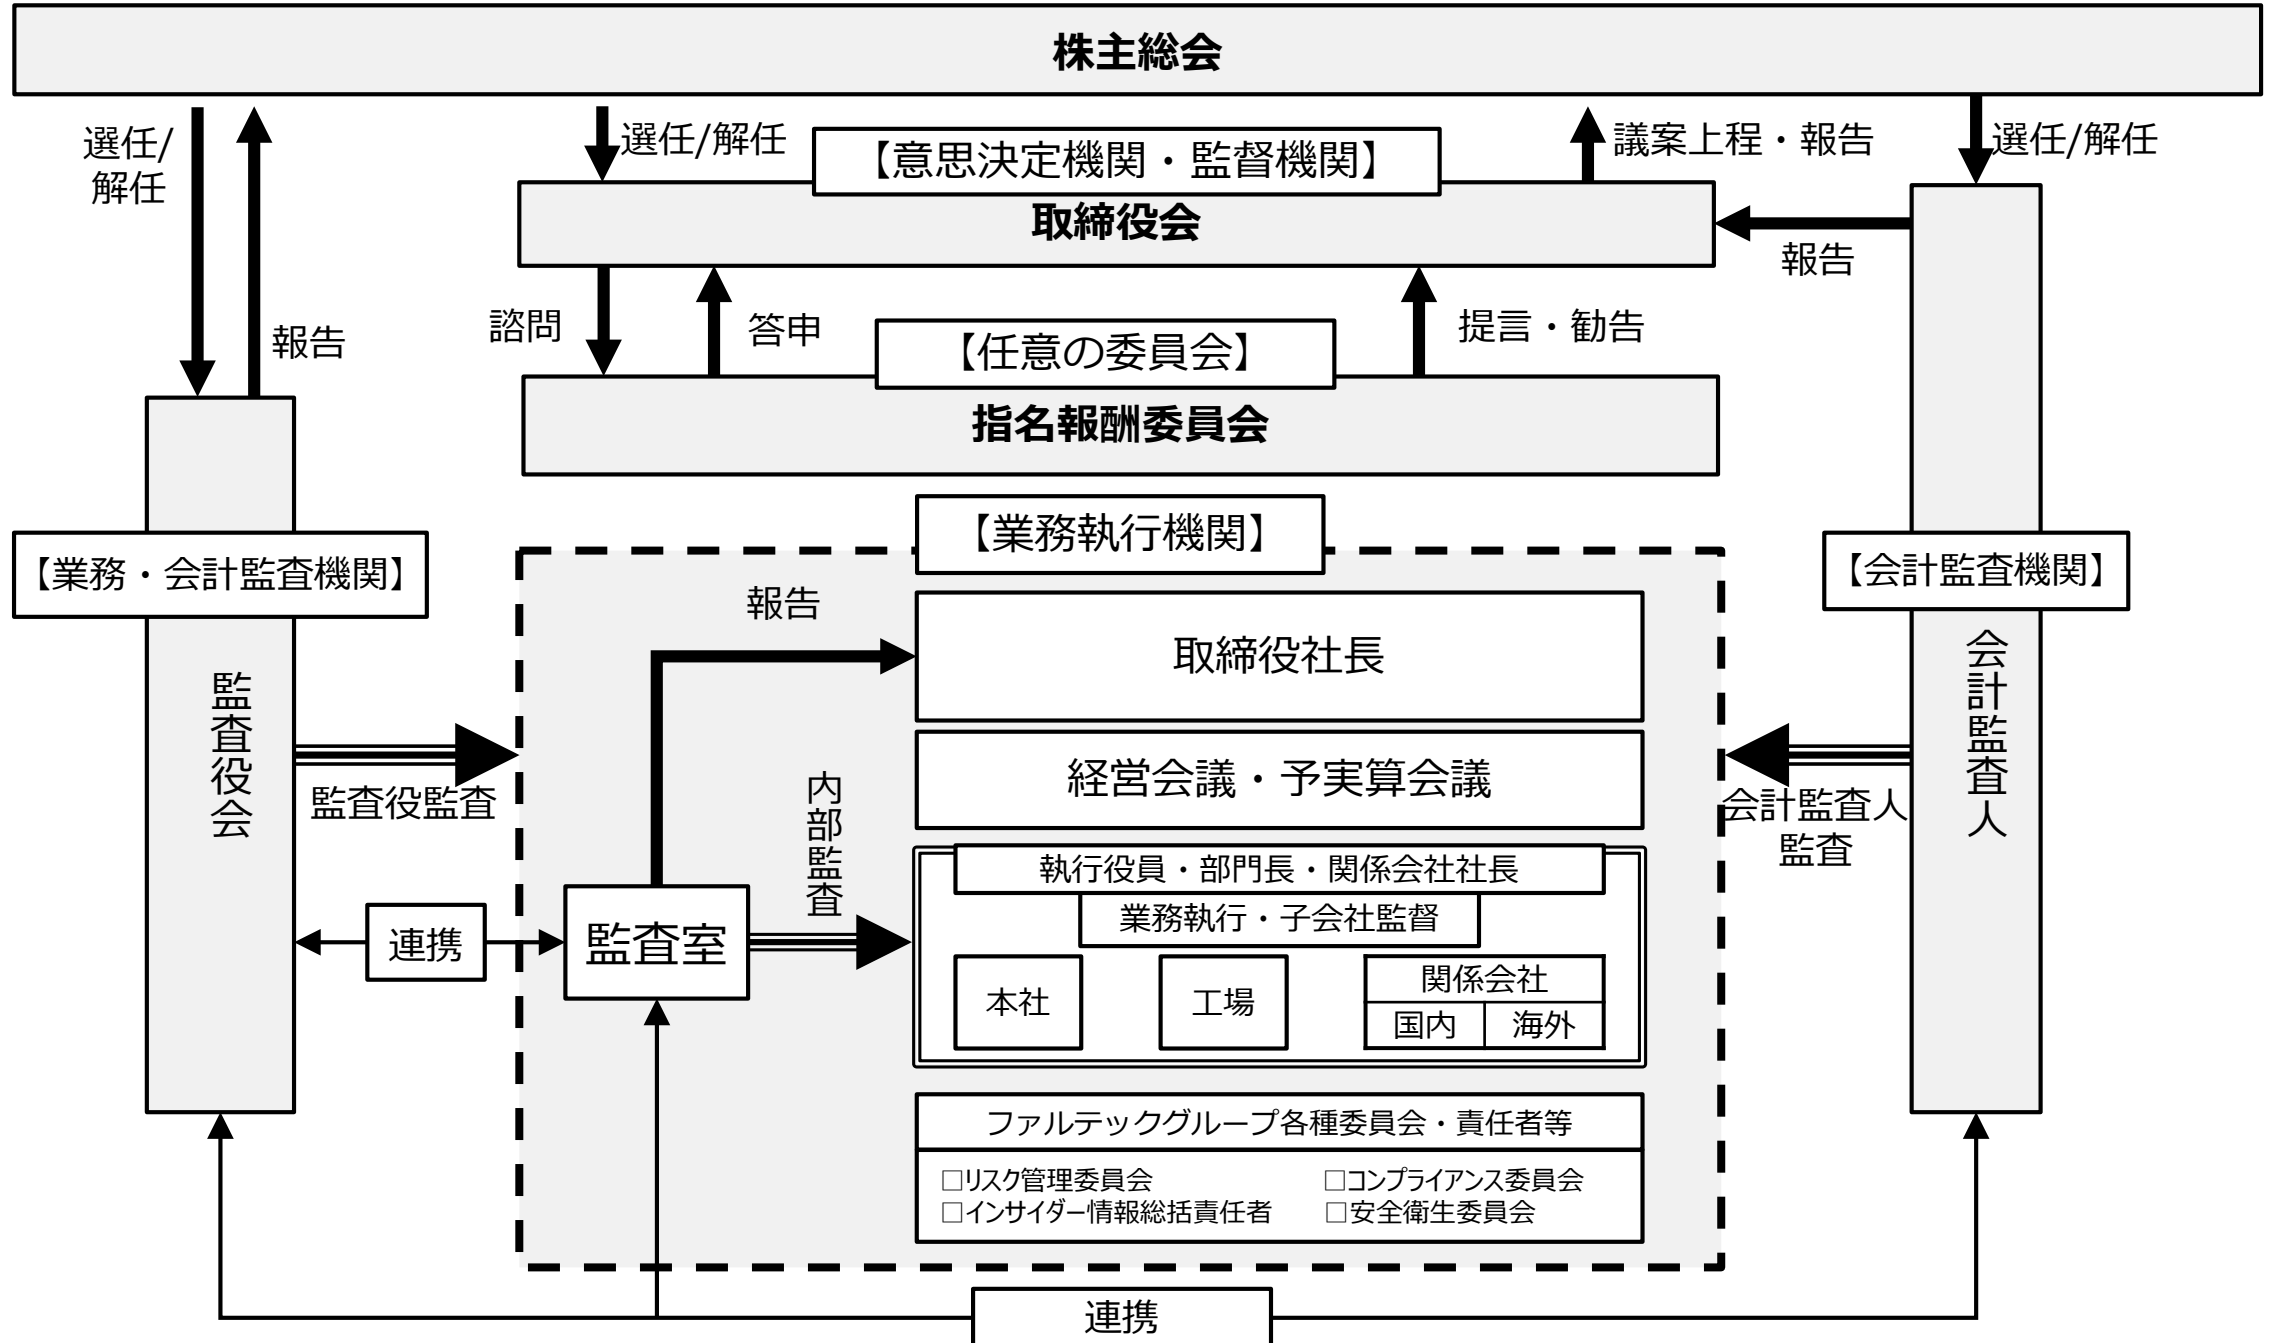 株主総会
選任/
解任
報告
選任/解任
【意思決定機関・監督機関】
議案上程・報告
選任/解任
取締役会
報告
諮問
答申
【任意の委員会】
提言・勧告
指名報酬委員会
【業務執行機関】
【業務・会計監査機関】
【会計監査機関】
報告
取締役社長
監査役会
会計監査人
経営会議・予実算会議
監査役監査
内部監査
会計監査人
監査
執行役員・部門長・関係会社社長
業務執行・子会社監督
連携
監査室
本社
工場
関係会社
国内
海外
ファルテックグループ各種委員会・責任者等
□リスク管理委員会
□コンプライアンス委員会
□インサイダー情報総括責任者
□安全衛生委員会
連携